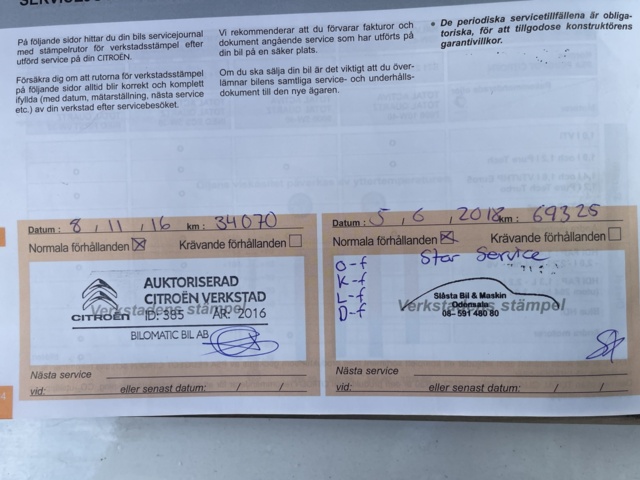 På följande sidor hittar du din bils servicejournal
med stämpelrutor för verkstadsstämpel efter
utförd service på din CITROËN.
Försäkra dig om att rutorna för verkstadsstämpel
på följande sidor alltid blir korrekt och komplett
ifyllda (med datum, mätarställning, nästa service
etc.) av din verkstad efter servicebesöket.
Vi rekommenderar att du förvarar fakturor och
dokument angående service som har utförts på
din bil på en säker plats.
Om du ska sälja din bil är det viktigt att du över-
lämnar bilens samtliga service- och underhålls-
dokument till den nye ägaren.
• De periodiska servicetillfällena är obliga-
toriska, för att tillgodose konstruktörens
garantivillkor.
Datum : 8 , 11 , 16 km : 34070
Normala förhållanden Krävande förhållanden
AUKTORISERAD
CITROËN VERKSTAD
Verkstadens stämpel
CITROËN ID: 385 ÅR: 2016
BILOMATIC BIL AB
Nästa service
vid: eller senast datum: / /
Datum : 5 , 6 , 2018 km : 69325
Normala förhållanden Krävande förhållanden
O-f Stor Service
K-f
L-f
D-f
Slåsta Bil & Maskin
Odensala
Verkstadens stämpel
08-591 480 80
Nästa service
vid: eller senast datum: / /